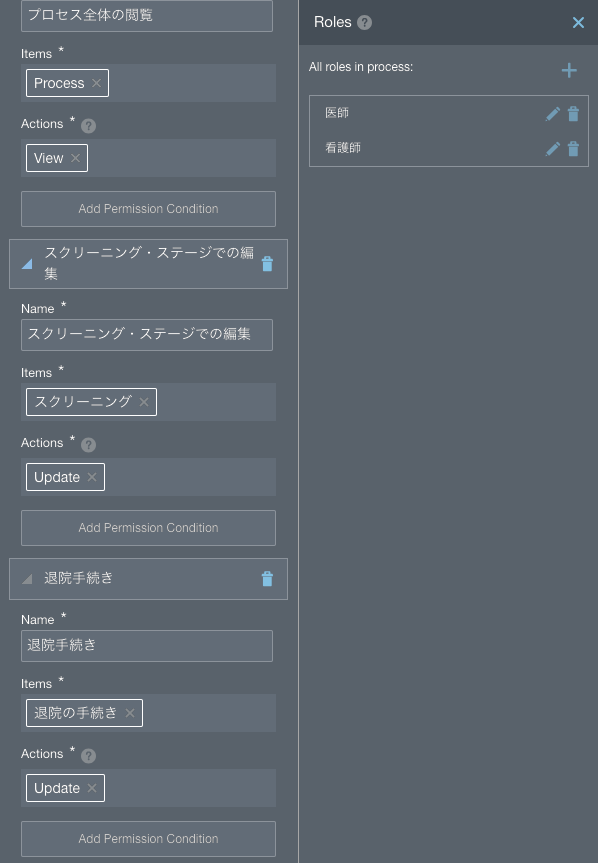 プロセス全体の閲覧
Items *
Process ×
Actions * ?
View ×
Add Permission Condition
スクリーニング・ステージでの編
集
Name *
スクリーニング・ステージでの編集
Items *
スクリーニング ×
Actions * ?
Update ×
Add Permission Condition
退院手続き
Name *
退院手続き
Items *
退院の手続き ×
Actions * ?
Update ×
Add Permission Condition
Roles ? ×
All roles in process: +
医師
看護師